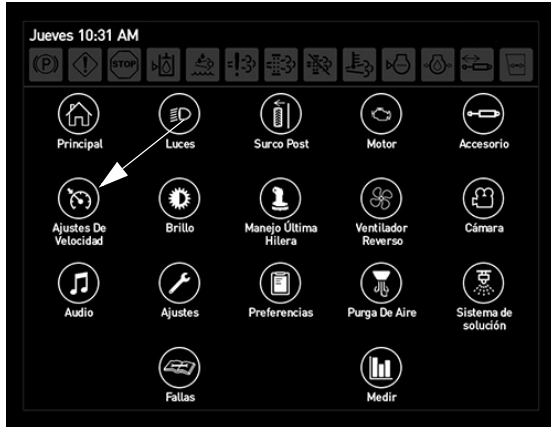 Jueves 10:31 AM
(P)
STOP
Principal
Luces
Surco Post
Motor
Accesorio
Ajustes De
Velocidad
Brillo
Manejo Última
Hilera
Ventilador
Reverso
Cámara
Audio
Ajustes
Preferencias
Purga De Aire
Sistema de
solución
Fallas
Medir